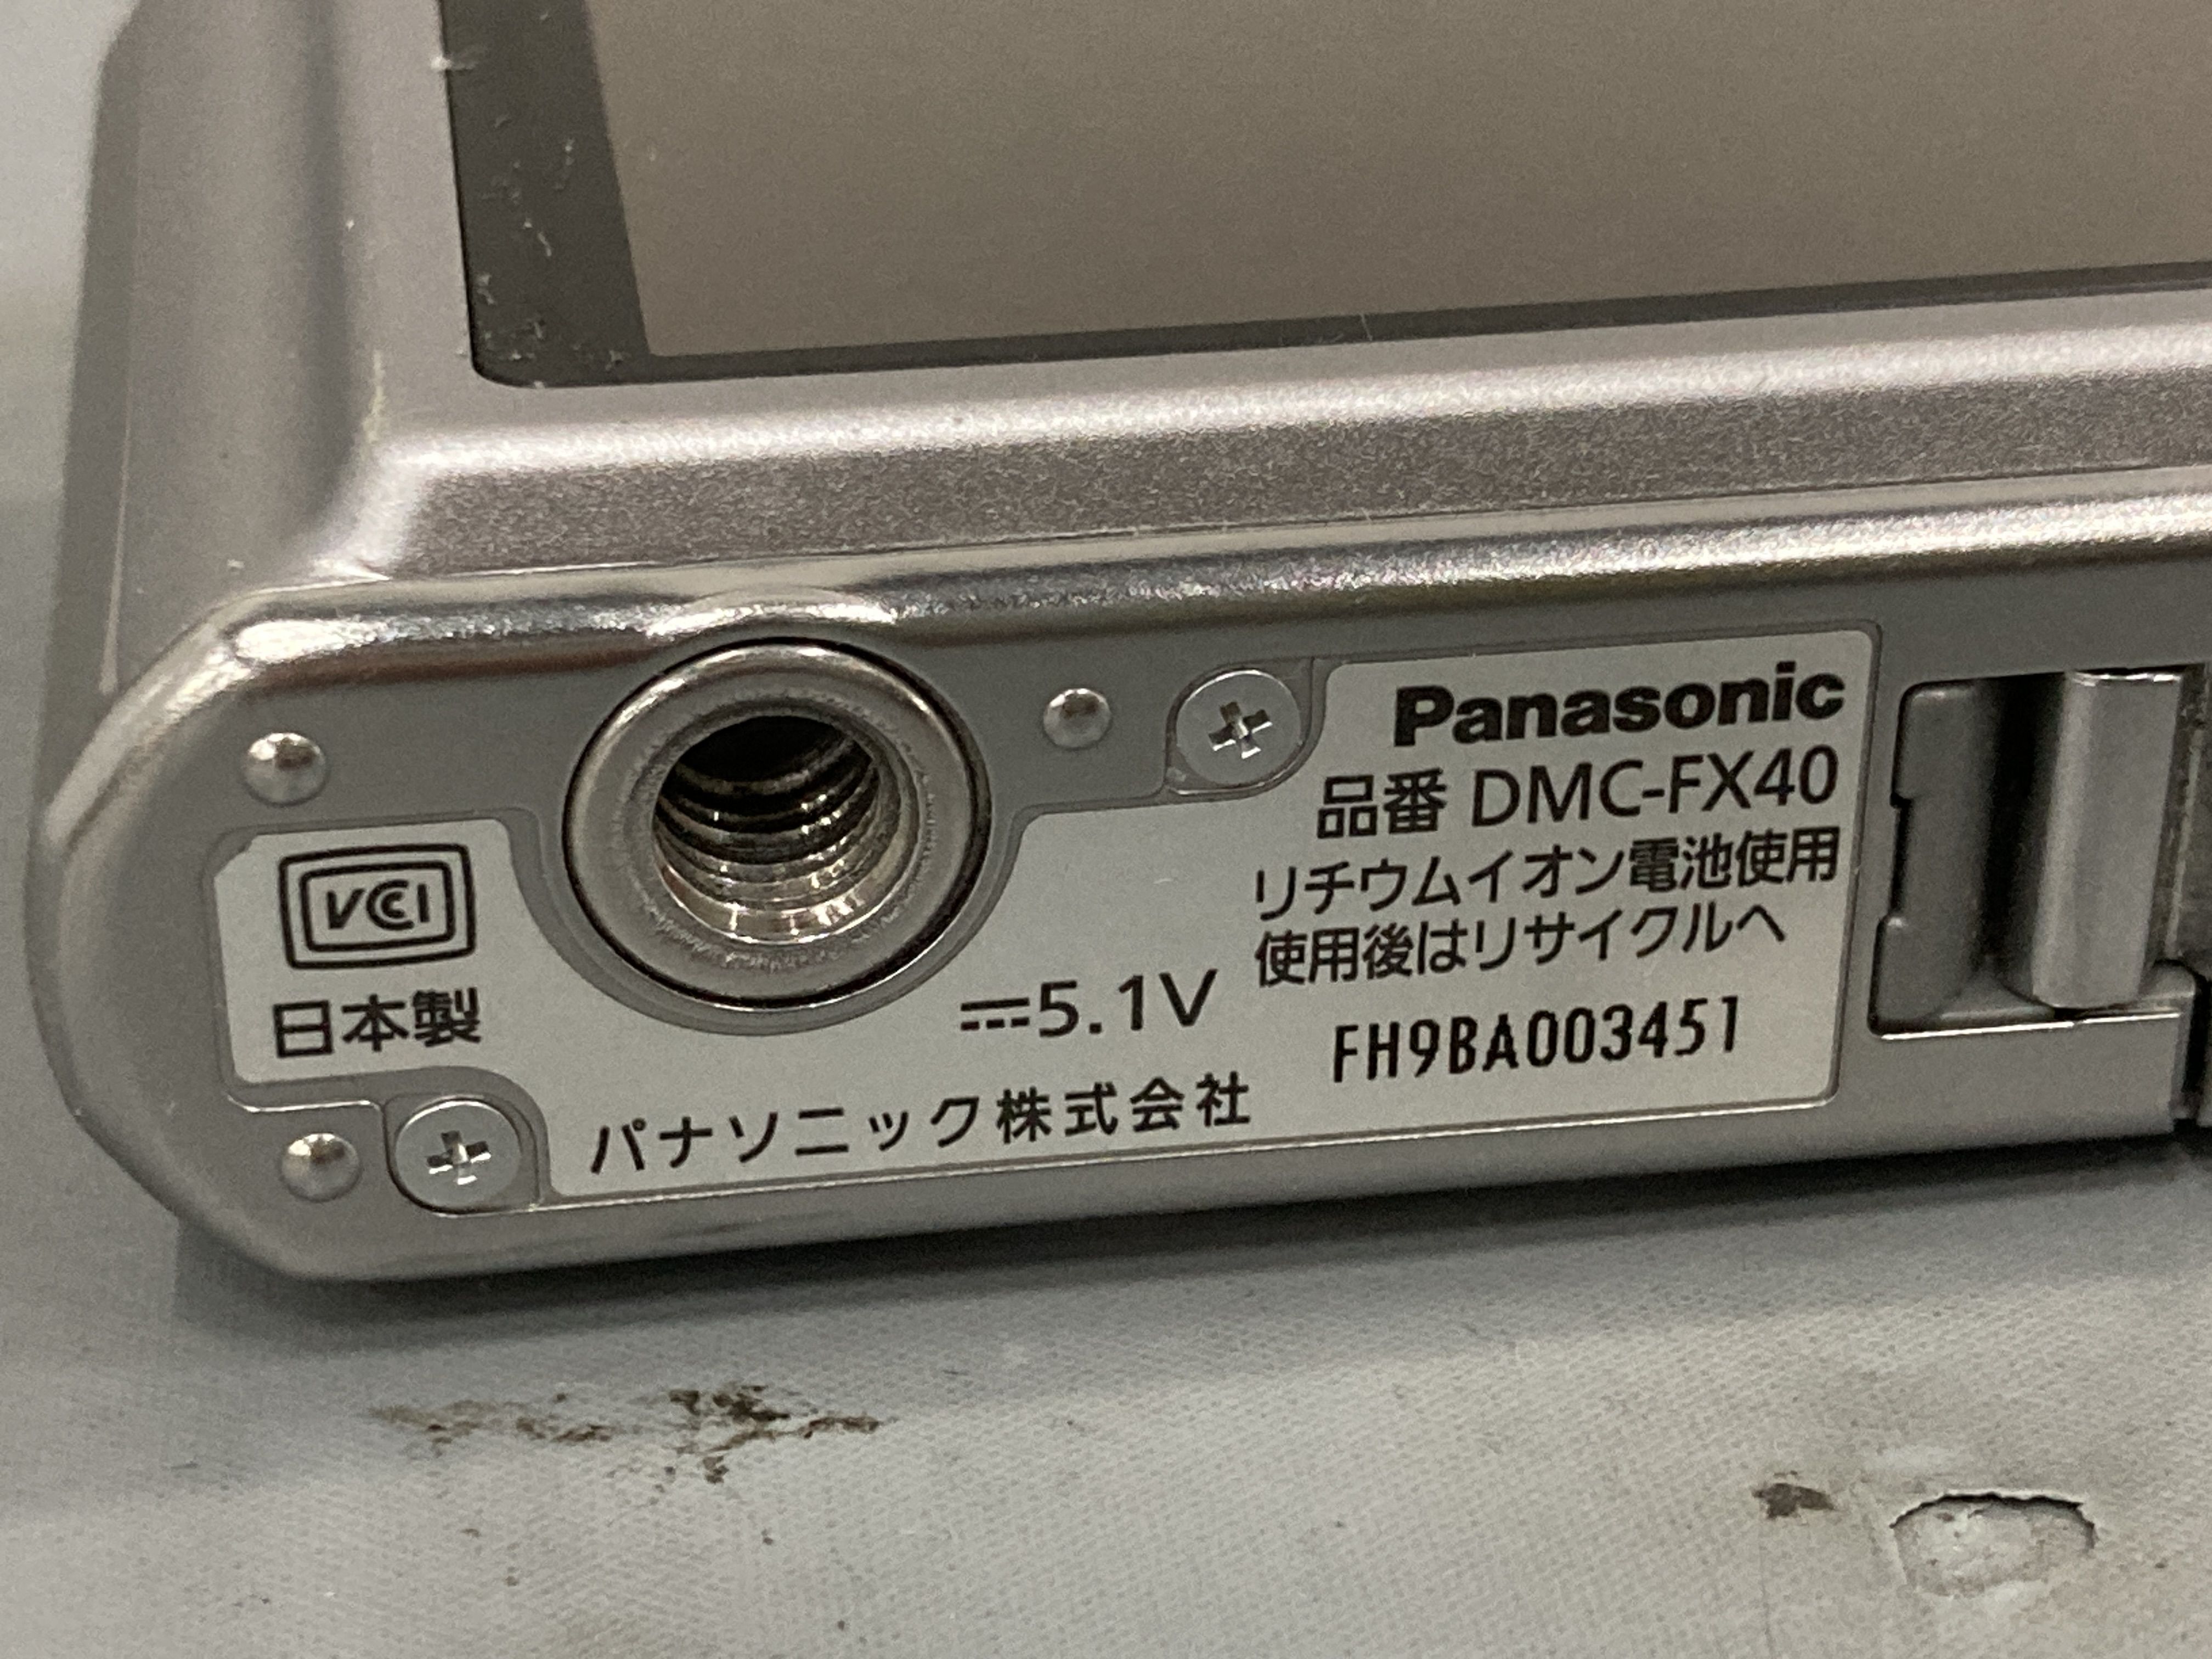 Panasonic
品番 DMC-FX40
リチウムイオン電池使用
使用後はリサイクルへ
VCCI
日本製
⎓5.1V
FH9BA003451
パナソニック株式会社